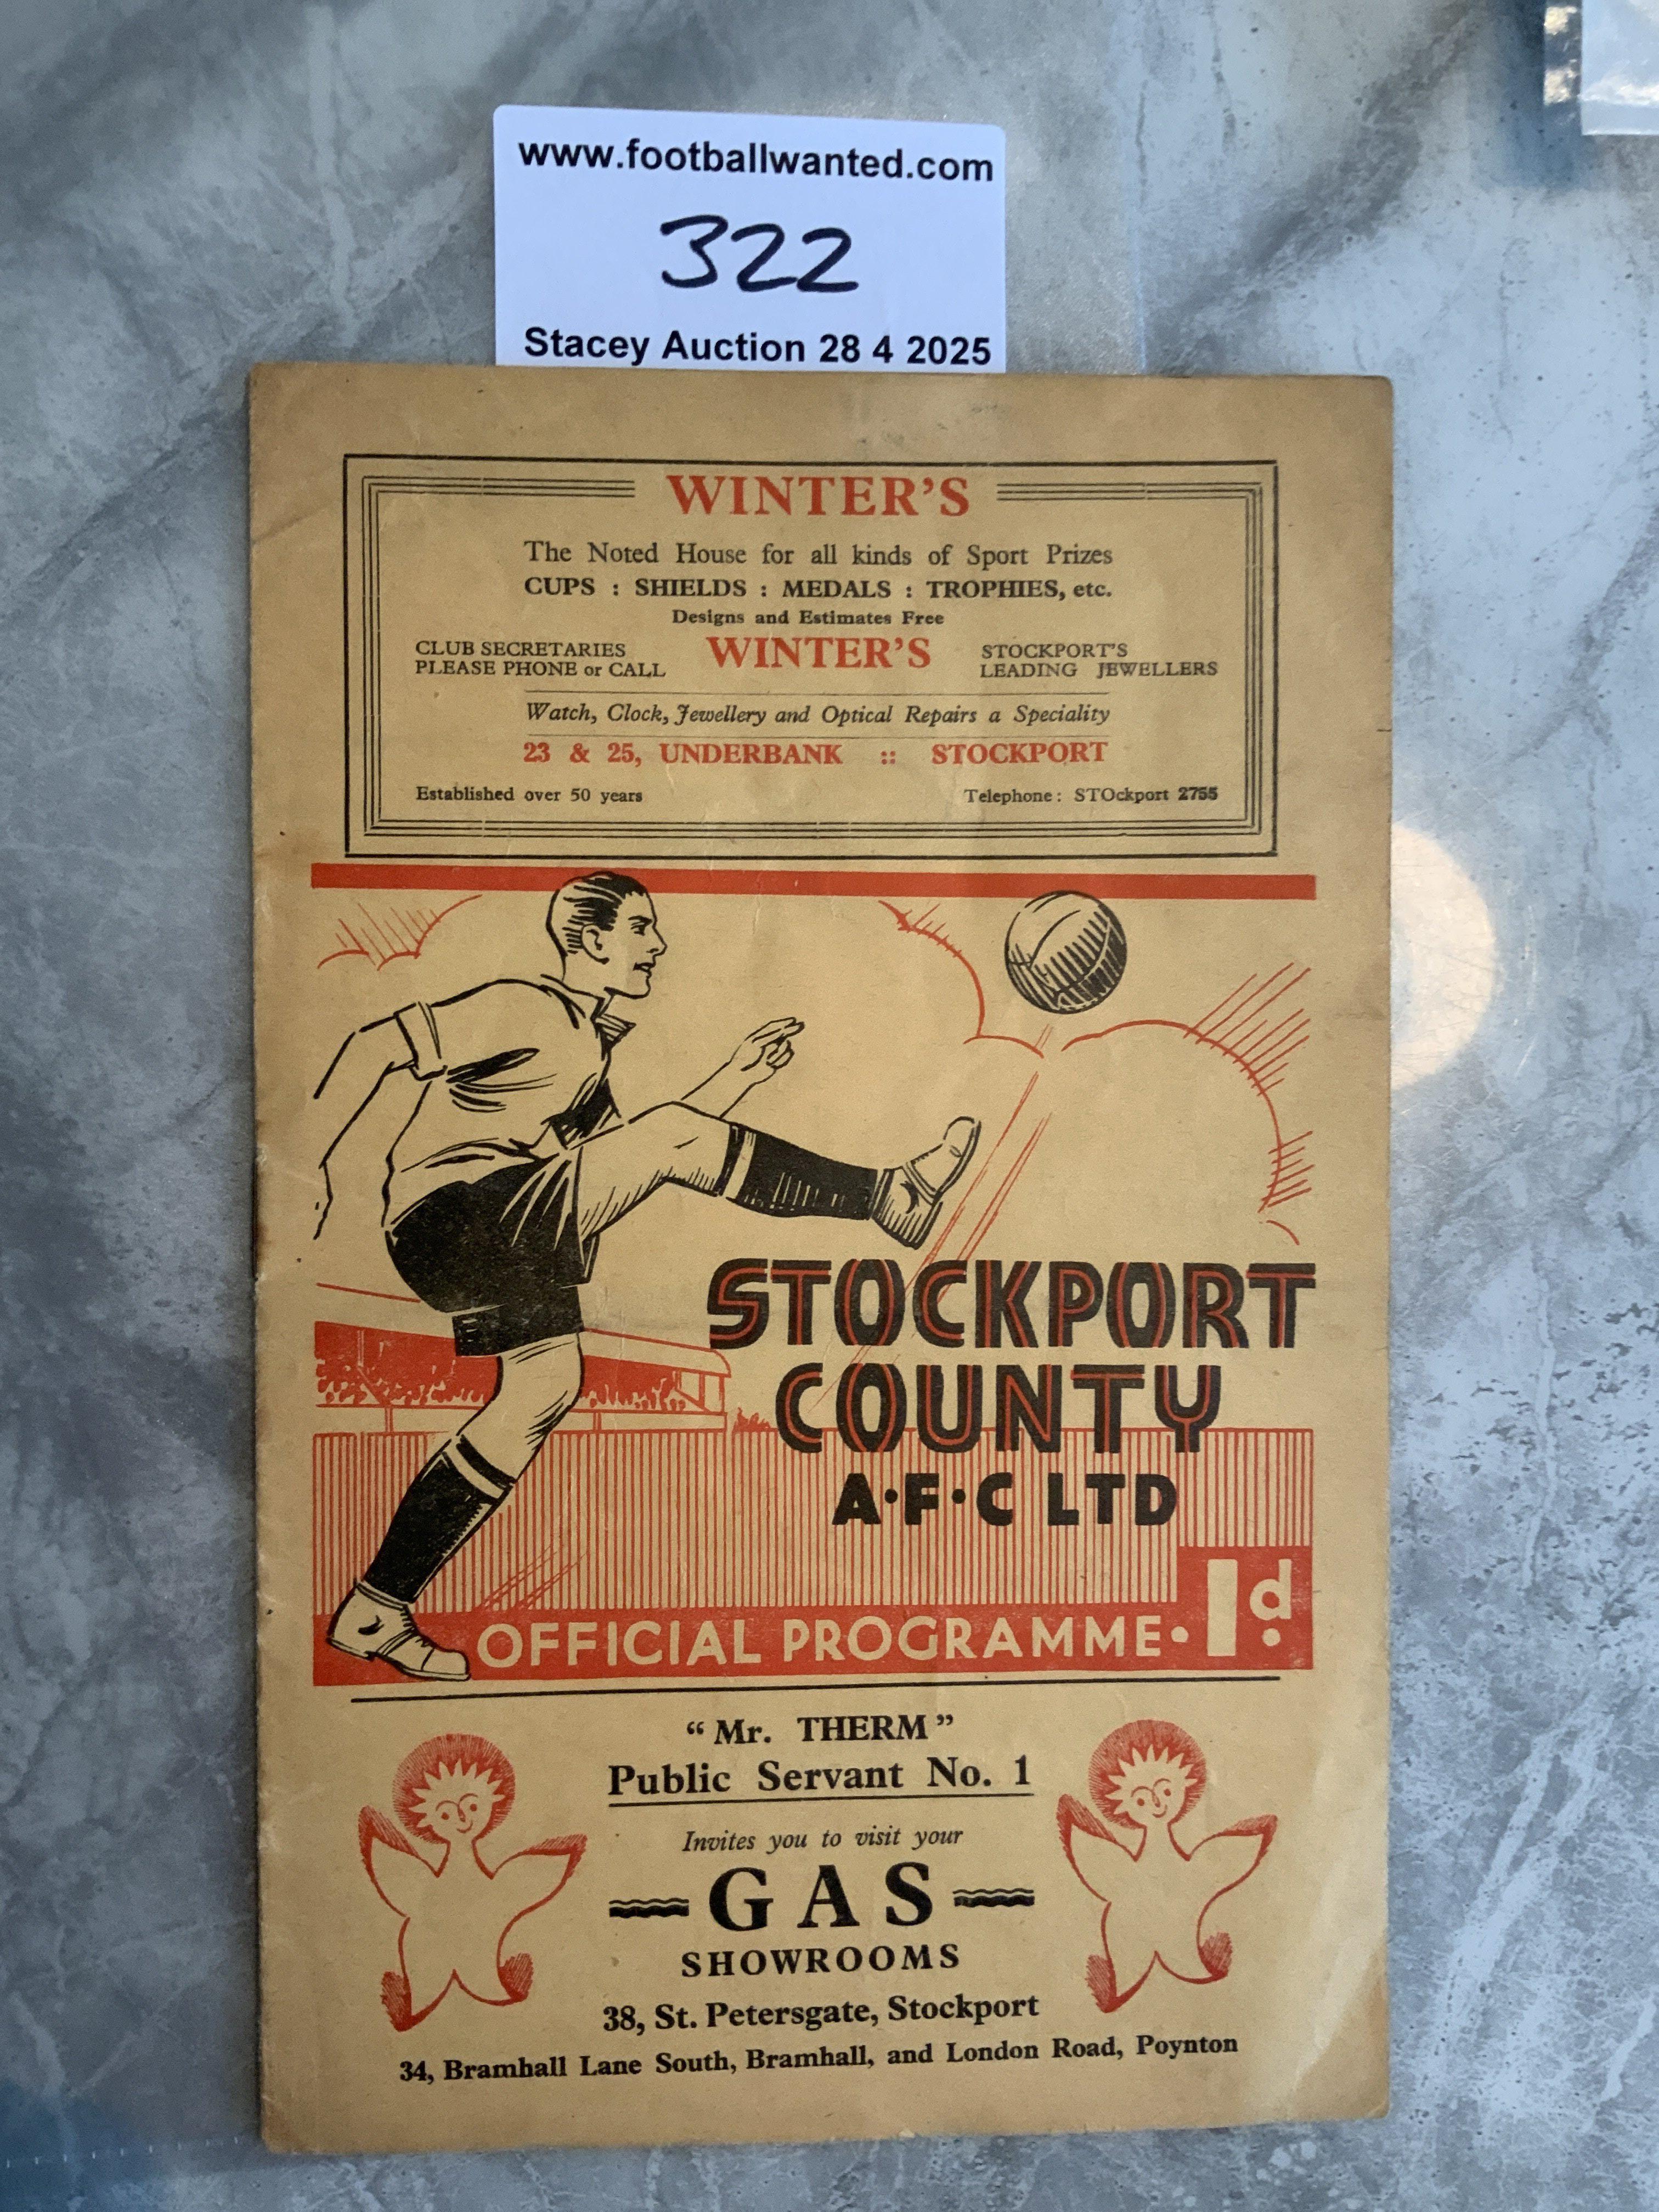 www.footballwanted.com
322
Stacey Auction 28 4 2025
WINTER'S
The Noted House for all kinds of Sport Prizes
CUPS : SHIELDS : MEDALS : TROPHIES, etc.
Designs and Estimates Free
CLUB SECRETARIES
PLEASE PHONE or CALL
WINTER'S
STOCKPORT'S
LEADING JEWELLERS
Watch, Clock, Jewellery and Optical Repairs a Speciality
23 & 25, UNDERBANK :: STOCKPORT
Established over 50 years
Telephone: STOckport 2755
STOCKPORT
COUNTY
A·F·C LTD
OFFICIAL PROGRAMME · 1d.
"Mr. THERM"
Public Servant No. 1
Invites you to visit your
GAS
SHOWROOMS
38, St. Petersgate, Stockport
34, Bramhall Lane South, Bramhall, and London Road, Poynton